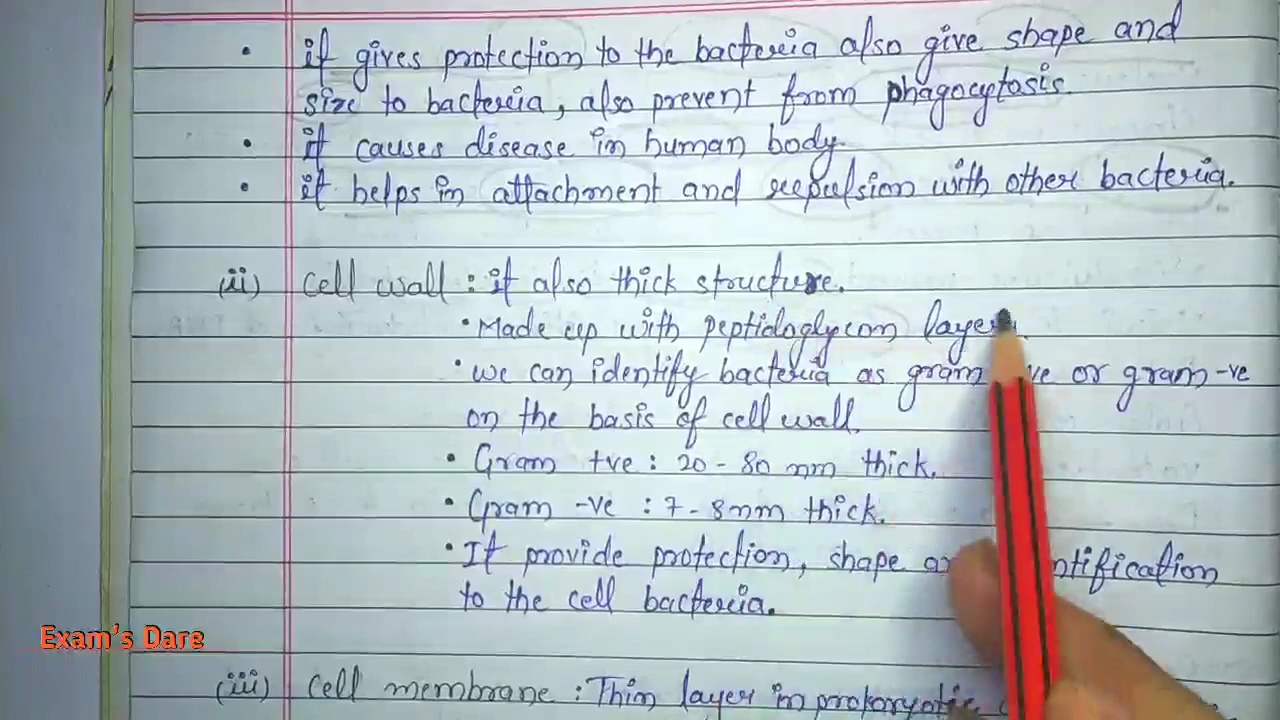 • it gives protection to the bacteria also give shape and
size to bacteria, also prevent from phagocytosis.
• it causes disease in human body.
• it helps in attachment and repulsion with other bacteria.
(ii) cell wall : it also thick structure.
• Made up with peptidoglycon layer
• we can identify bacteria as gram ve or gram -ve
on the basis of cell wall.
• Gram +ve : 20 - 80 nm thick.
• Gram -ve : 7 - 8nm thick.
• It provide protection, shape
to the cell bacteria.
Exam's Dare
(iii) cell membrane : Thin layer in prokaryotic